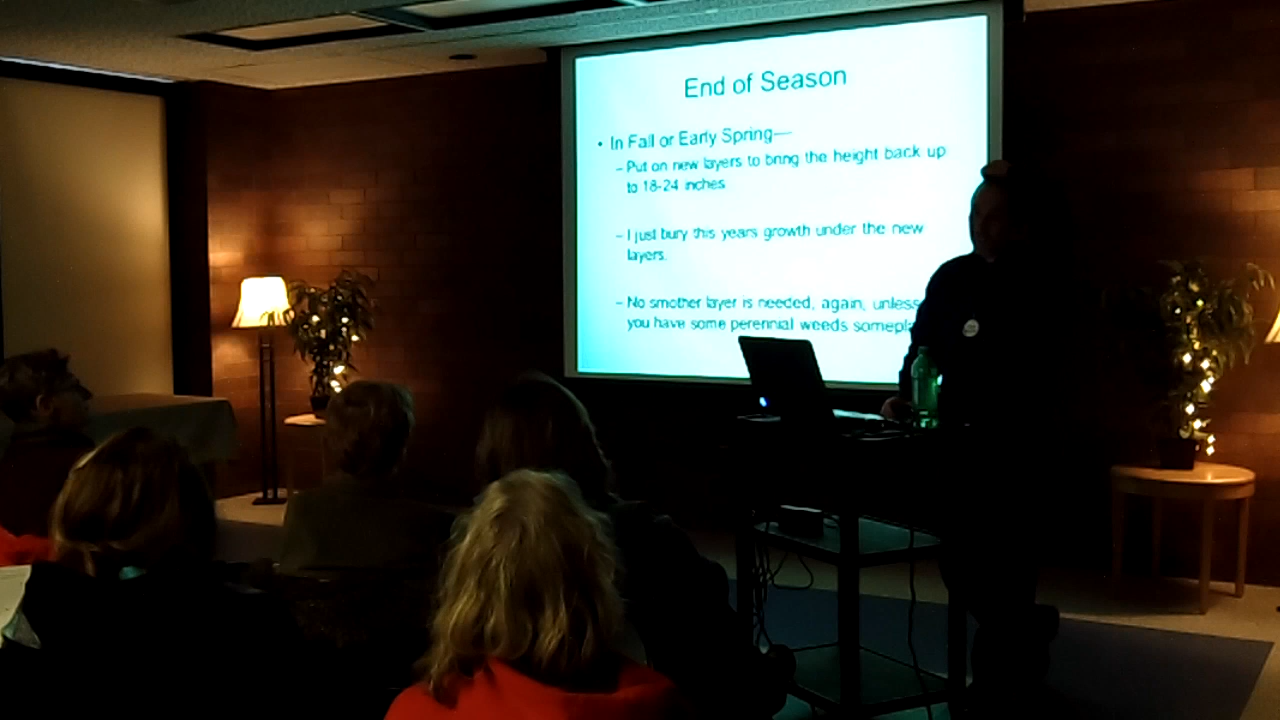 End of Season
• In Fall or Early Spring—
– Put on new layers to bring the height back up
to 18-24 inches
– I just bury this years growth under the new
layers.
– No smother layer is needed, again, unless
you have some perennial weeds